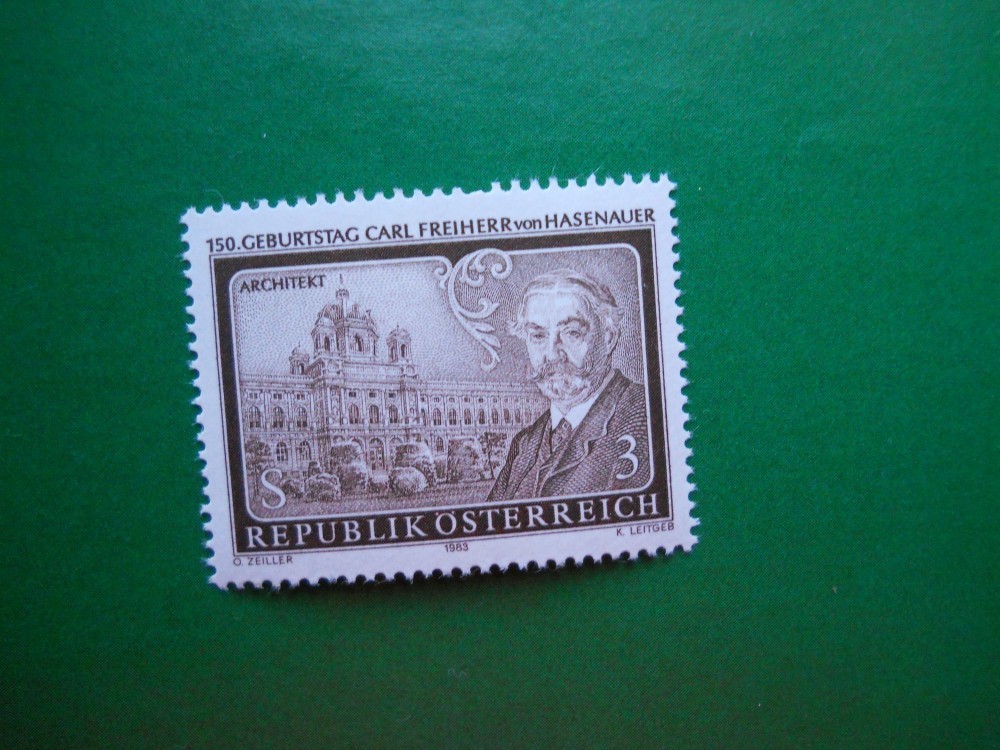 150. GEBURTSTAG CARL FREIHERR von HASENAUER
ARCHITEKT
S 3
REPUBLIK ÖSTERREICH
O. ZEILLER 1983 K. LEITGEB